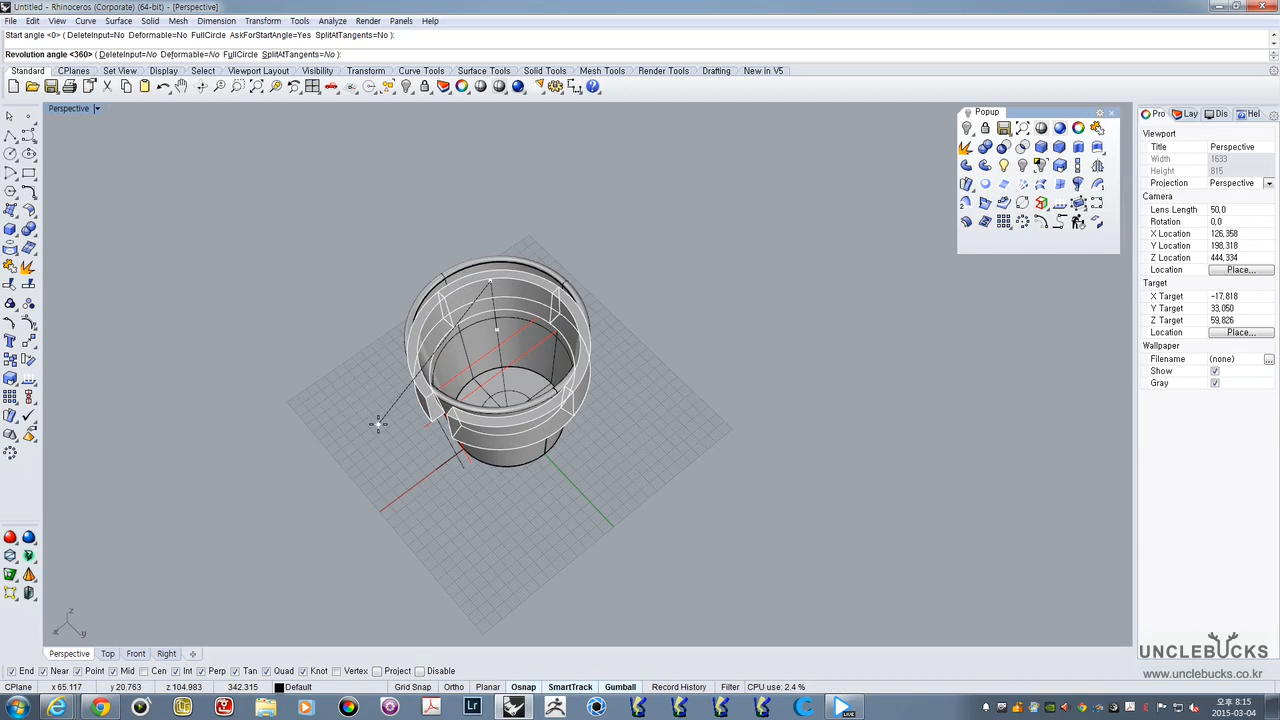 Untitled - Rhinoceros (Corporate) (64-bit) - [Perspective]
File Edit View Curve Surface Solid Mesh Dimension Transform Tools Analyze Render Panels Help
Start angle <0> ( DeleteInput=No Deformable=No FullCircle AskForStartAngle=Yes SplitAtTangents=No ):
Revolution angle <360> ( DeleteInput=No Deformable=No FullCircle SplitAtTangents=No ):
Standard CPlanes Set View Display Select Viewport Layout Visibility Transform Curve Tools Surface Tools Solid Tools Mesh Tools Render Tools Drafting New In V5
Perspective
Popup
Pro Lay Dis Hel
Viewport
Title Perspective
Width 1633
Height 815
Projection Perspective
Camera
Lens Length 50,0
Rotation 0,0
X Location 126,358
Y Location 198,318
Z Location 444,334
Location Place...
Target
X Target -17,818
Y Target 33,050
Z Target 59,826
Location Place...
Wallpaper
Filename (none) ...
Show
Gray
z
x y
Perspective Top Front Right
End Near Point Mid Cen Int Perp Tan Quad Knot Vertex Project Disable
CPlane x 65.117 y 20.763 z 104.983 342.315 Default Grid Snap Ortho Planar Osnap SmartTrack Gumball Record History Filter CPU use: 2.4 %
UNCLEBUCKS
www.unclebucks.co.kr
Lr
LIVE
오후 8:15
2015-03-04